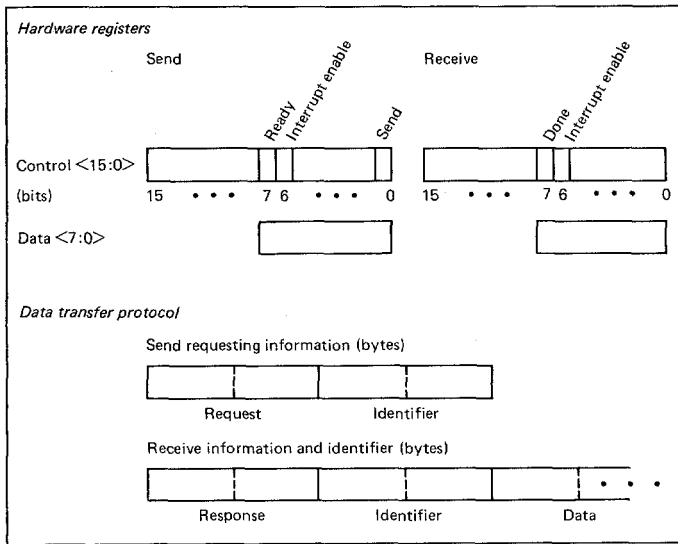 Hardware registers
Send
Receive
Ready
Interrupt enable
Send
Done
Interrupt enable
Control <15:0>
(bits)
15 • • • 7 6 • • • 0
15 • • • 7 6 • • • 0
Data <7:0>
Data transfer protocol
Send requesting information (bytes)
Request Identifier
Receive information and identifier (bytes)
• • •
Response Identifier Data